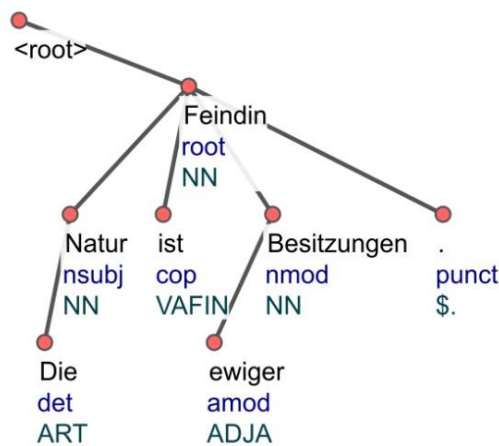 <root>
Feindin
root
NN
Natur ist Besitzungen .
nsubj cop nmod punct
NN VAFIN NN $.
Die ewiger
det amod
ART ADJA